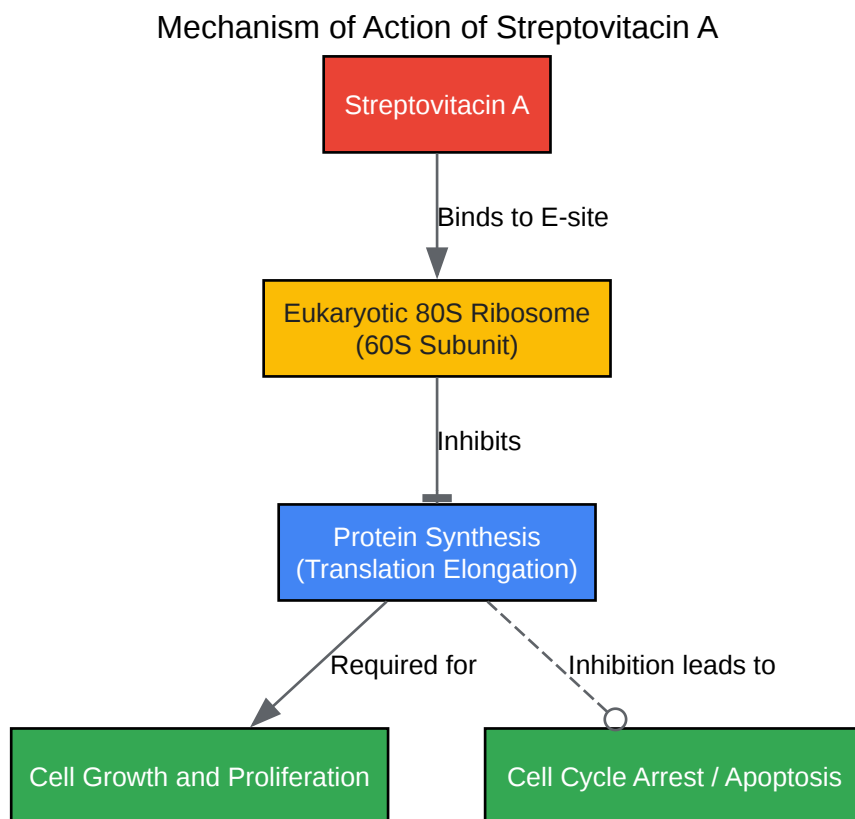 Mechanism of Action of Streptovitacin A
Streptovitacin A
Binds to E-site
Eukaryotic 80S Ribosome
(60S Subunit)
Inhibits
Protein Synthesis
(Translation Elongation)
Required for
Inhibition leads to
Cell Growth and Proliferation
Cell Cycle Arrest / Apoptosis